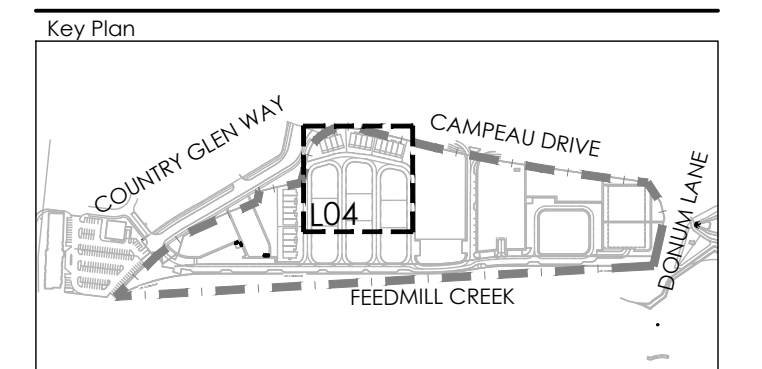 Key Plan
COUNTRY GLEN WAY
CAMPEAU DRIVE
DONUM LANE
L04
FEEDMILL CREEK